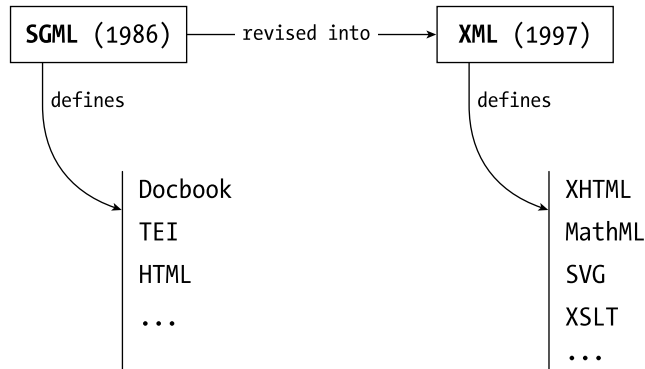 SGML (1986)
revised into
XML (1997)
defines
defines
Docbook
TEI
HTML
...
XHTML
MathML
SVG
XSLT
...